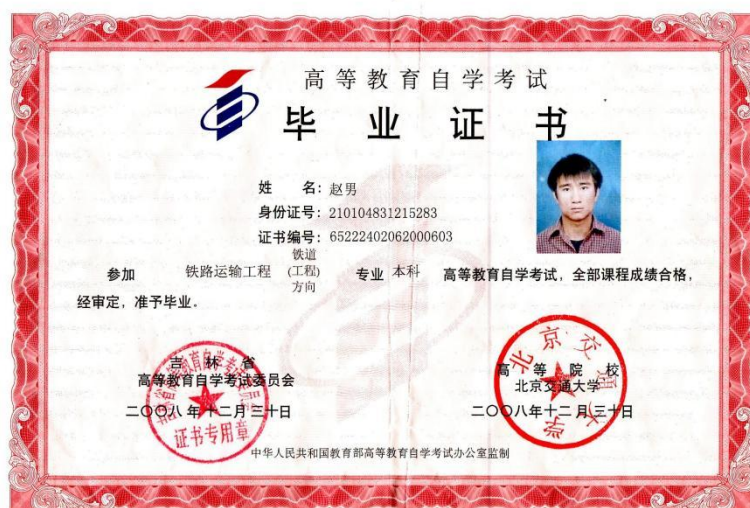 高等教育自学考试
毕业证书
姓 名：赵男
身份证号：210104831215283
证书编号：65222402062000603
参加 铁路运输工程 铁道(工程)方向 专业 本科 高等教育自学考试，全部课程成绩合格，
经审定，准予毕业。
吉林省
高等教育自学考试委员会
二〇〇八年十二月三十日
证书专用章
高等院校
北京交通大学
二〇〇八年十二月三十日
北京交通大学
中华人民共和国教育部高等教育自学考试办公室监制